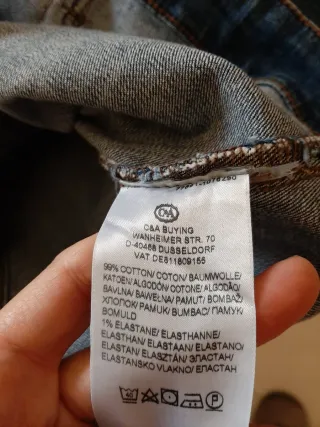 C&A
C&A BUYING
WANHEIMER STR. 70
D-40468 DUSSELDORF
VAT DE811809155
99% COTTON/ COTON/ BAUMWOLLE/
KATOEN/ ALGODÓN/ COTONE/ ALGODÃO/
BAVLNA/ BAWEŁNA/ PAMUT/ BOMBAŽ/
ХЛОПОК/ PAMUK/ BUMBAC/ ПАМУК/
BOMULD
1% ELASTANE/ ELASTHANNE/
ELASTHAN/ ELASTAAN/ ELASTANO/
ELASTAN/ ELASZTÁN/ ЭЛАСТАН/
ELASTANSKO VLAKNO/ ЕЛАСТАН
P